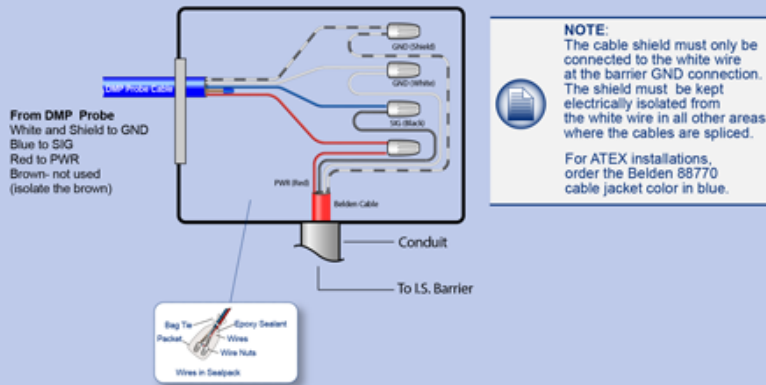 GND (Shield)
GND (White)
DMP Probe Cable
SIG (Black)
PWR (Red)
Belden Cable
Conduit
To I.S. Barrier
From DMP Probe
White and Shield to GND
Blue to SIG
Red to PWR
Brown- not used
(isolate the brown)
NOTE:
The cable shield must only be
connected to the white wire
at the barrier GND connection.
The shield must be kept
electrically isolated from
the white wire in all other areas
where the cables are spliced.
For ATEX installations,
order the Belden 88770
cable jacket color in blue.
Bag Tie
Epoxy Sealant
Packet
Wires
Wire Nuts
Wires in Sealpack